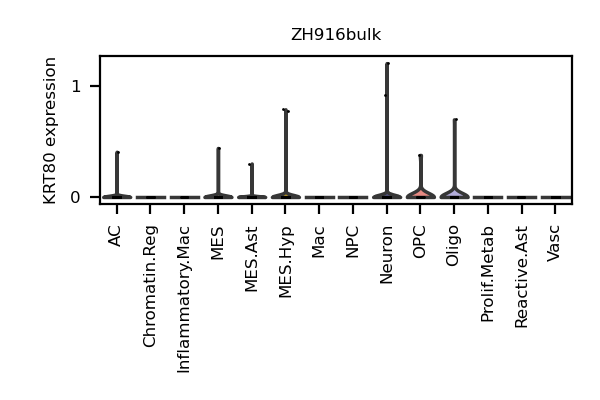 ZH916bulk
KRT80 expression
1
0
AC
Chromatin.Reg
Inflammatory.Mac
MES
MES.Ast
MES.Hyp
Mac
NPC
Neuron
OPC
Oligo
Prolif.Metab
Reactive.Ast
Vasc